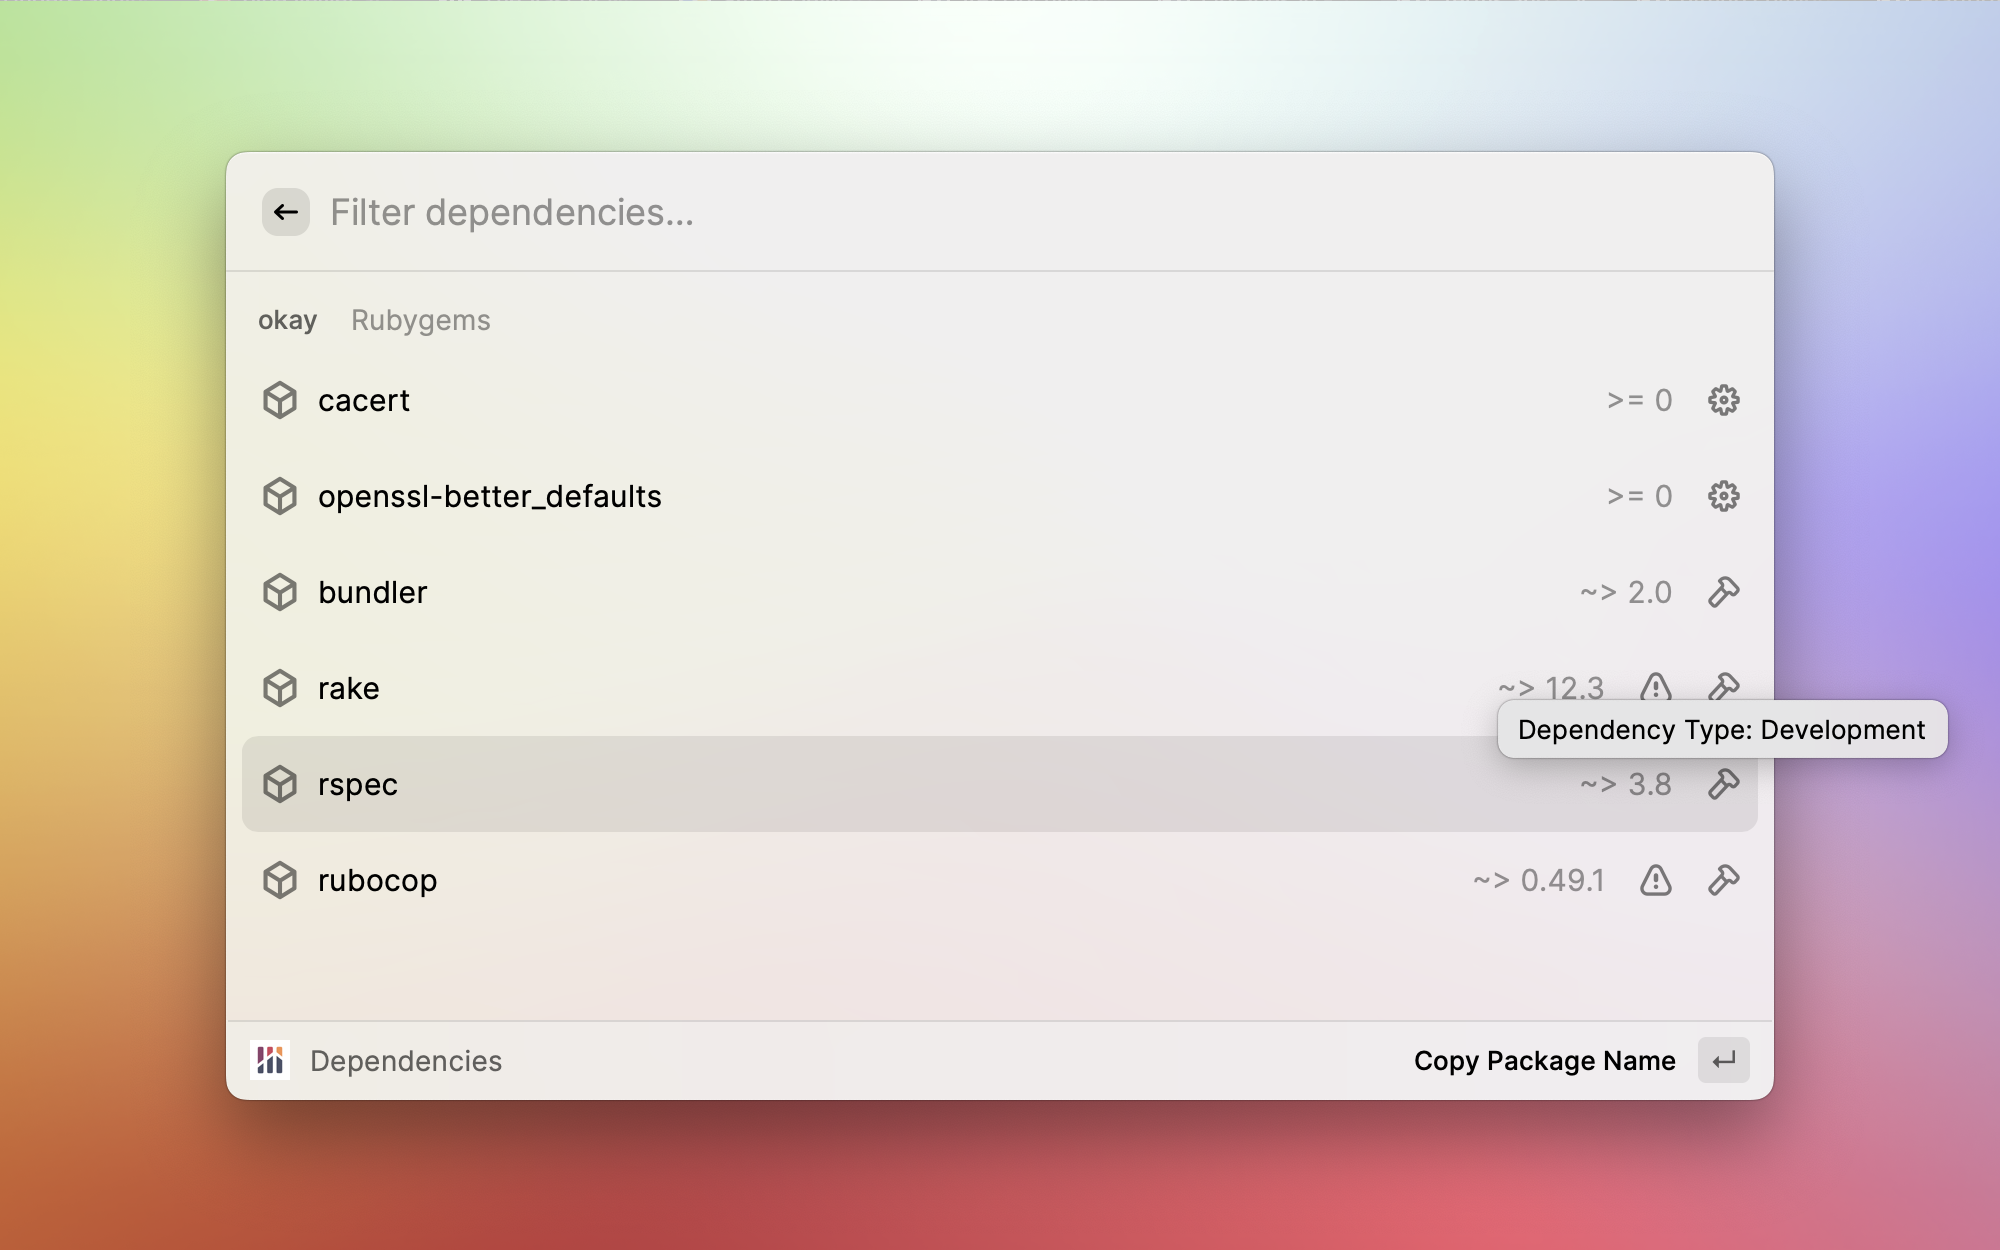 Filter dependencies...
okay Rubygems
cacert >= 0
openssl-better_defaults >= 0
bundler ~> 2.0
rake ~> 12.3
Dependency Type: Development
rspec ~> 3.8
rubocop ~> 0.49.1
Dependencies Copy Package Name